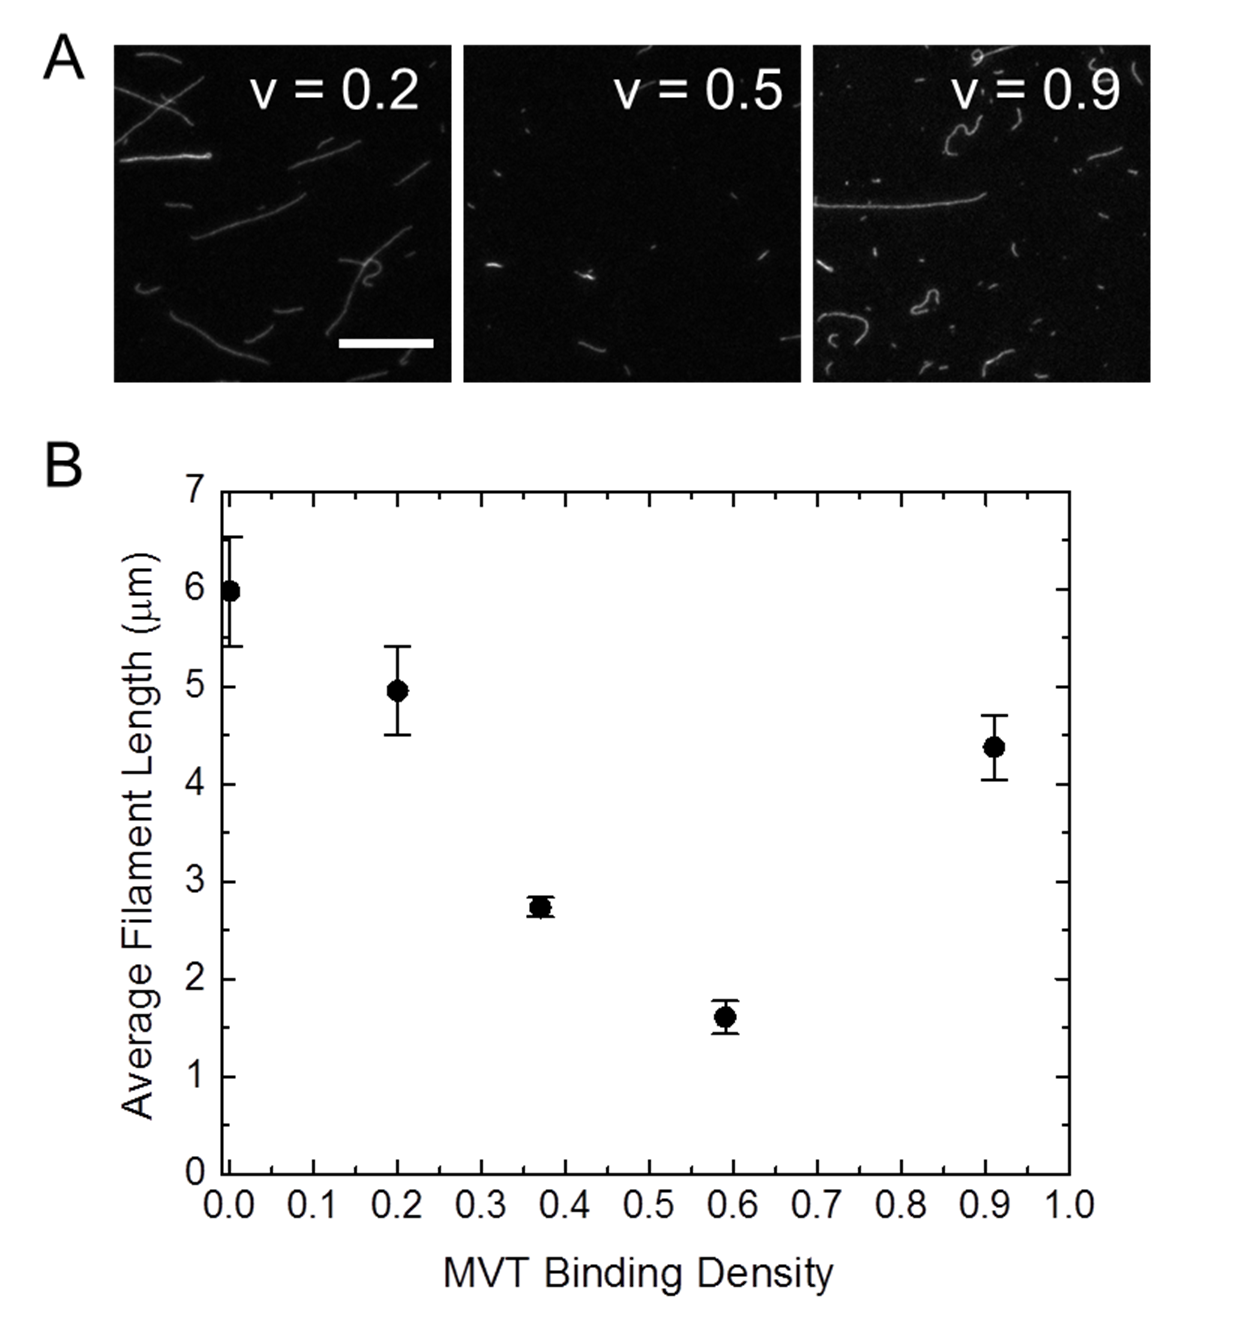 A
v = 0.2
v = 0.5
v = 0.9
B
7
6
5
4
3
2
1
0
Average Filament Length (μm)
0.0 0.1 0.2 0.3 0.4 0.5 0.6 0.7 0.8 0.9 1.0
MVT Binding Density